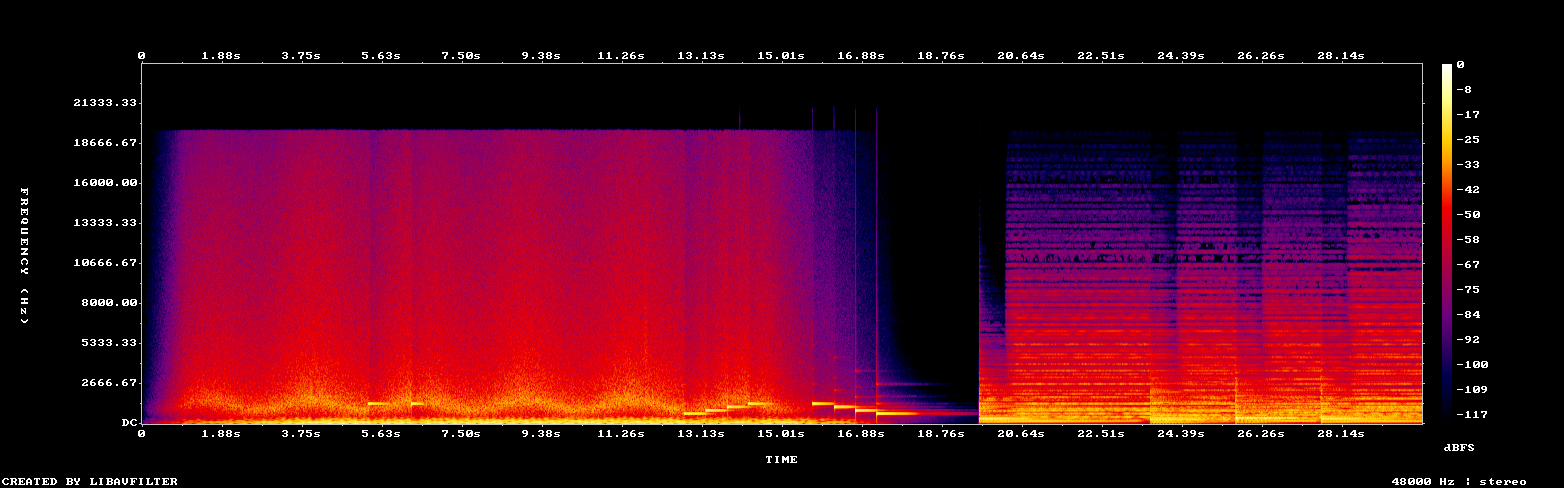 0 1.88s 3.75s 5.63s 7.50s 9.38s 11.26s 13.13s 15.01s 16.88s 18.76s 20.64s 22.51s 24.39s 26.26s 28.14s
0
-8
-17
-25
-33
-42
-50
-58
-67
-75
-84
-92
-100
-109
-117
21333.33
18666.67
16000.00
13333.33
10666.67
8000.00
5333.33
2666.67
DC
FREQUENCY (Hz)
0 1.88s 3.75s 5.63s 7.50s 9.38s 11.26s 13.13s 15.01s 16.88s 18.76s 20.64s 22.51s 24.39s 26.26s 28.14s
TIME
dBFS
CREATED BY LIBAVFILTER
48000 Hz | stereo